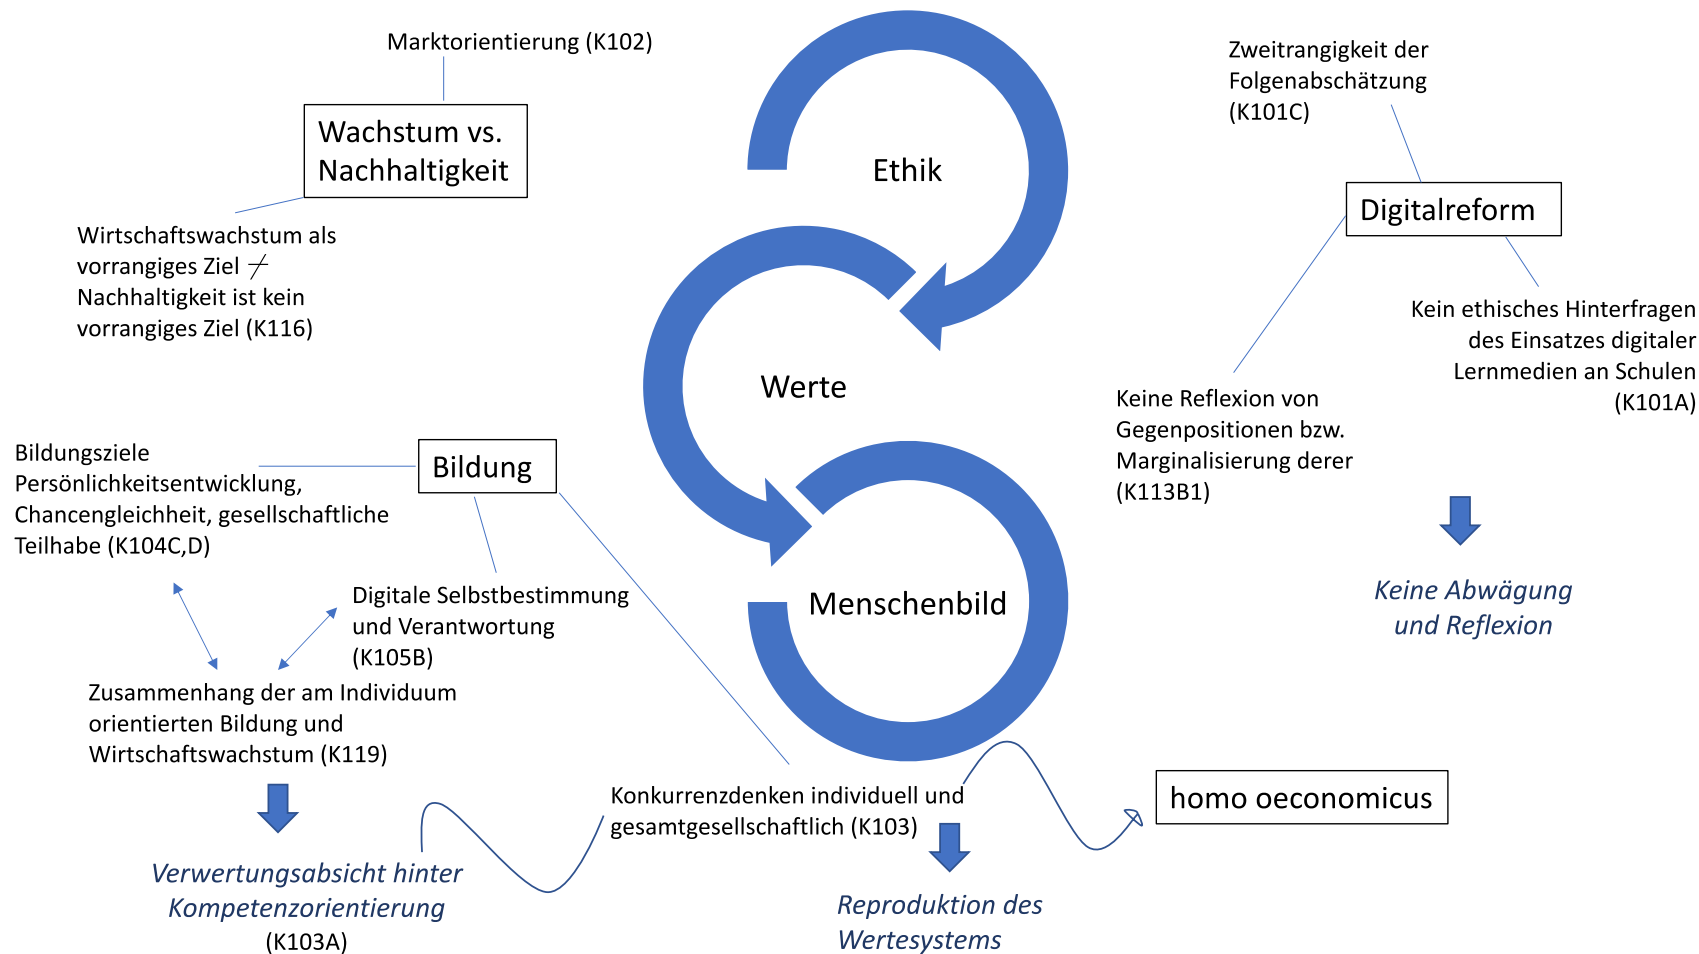 Marktorientierung (K102)
Wachstum vs.
Nachhaltigkeit
Wirtschaftswachstum als
vorrangiges Ziel ≠
Nachhaltigkeit ist kein
vorrangiges Ziel (K116)
Ethik
Werte
Menschenbild
Zweitrangigkeit der
Folgenabschätzung
(K101C)
Digitalreform
Kein ethisches Hinterfragen
des Einsatzes digitaler
Lernmedien an Schulen
(K101A)
Keine Reflexion von
Gegenpositionen bzw.
Marginalisierung derer
(K113B1)
Keine Abwägung
und Reflexion
Bildung
Bildungsziele
Persönlichkeitsentwicklung,
Chancengleichheit, gesellschaftliche
Teilhabe (K104C,D)
Digitale Selbstbestimmung
und Verantwortung
(K105B)
Zusammenhang der am Individuum
orientierten Bildung und
Wirtschaftswachstum (K119)
Verwertungsabsicht hinter
Kompetenzorientierung
(K103A)
Konkurrenzdenken individuell und
gesamtgesellschaftlich (K103)
Reproduktion des
Wertesystems
homo oeconomicus